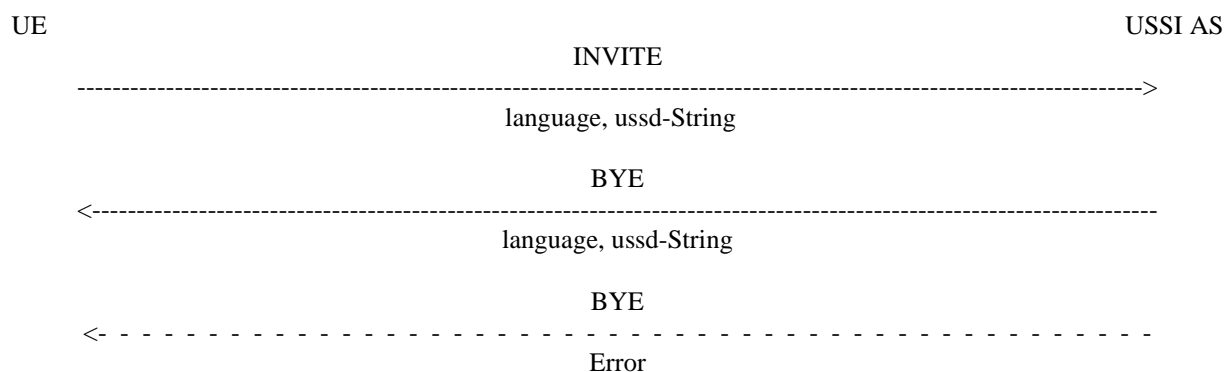 UE USSI AS
INVITE
language, ussd-String
BYE
language, ussd-String
BYE
Error